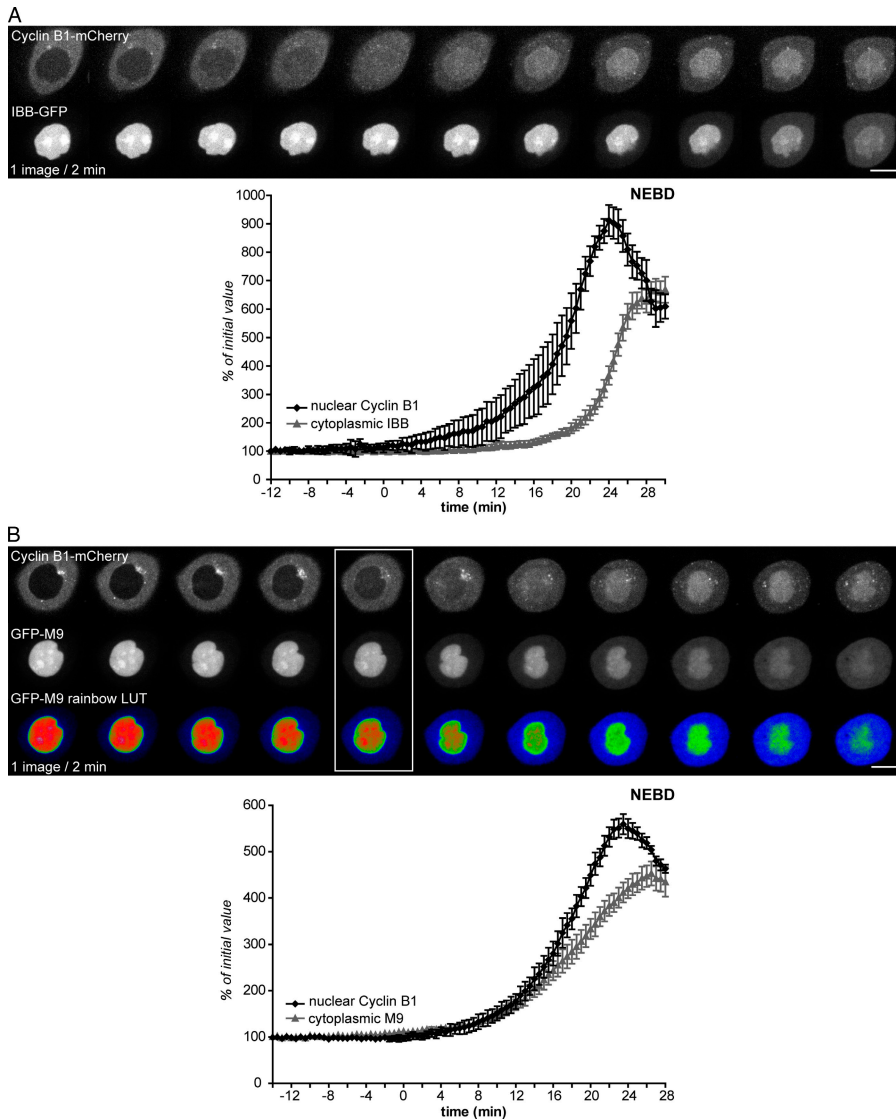 A
Cyclin B1-mCherry
IBB-GFP
1 image / 2 min
NEBD
1000
900
800
700
600
500
400
300
200
100
0
% of initial value
nuclear Cyclin B1
cytoplasmic IBB
-12 -8 -4 0 4 8 12 16 20 24 28
time (min)
B
Cyclin B1-mCherry
GFP-M9
GFP-M9 rainbow LUT
1 image / 2 min
NEBD
600
500
400
300
200
100
0
% of initial value
nuclear Cyclin B1
cytoplasmic M9
-12 -8 -4 0 4 8 12 16 20 24 28
time (min)